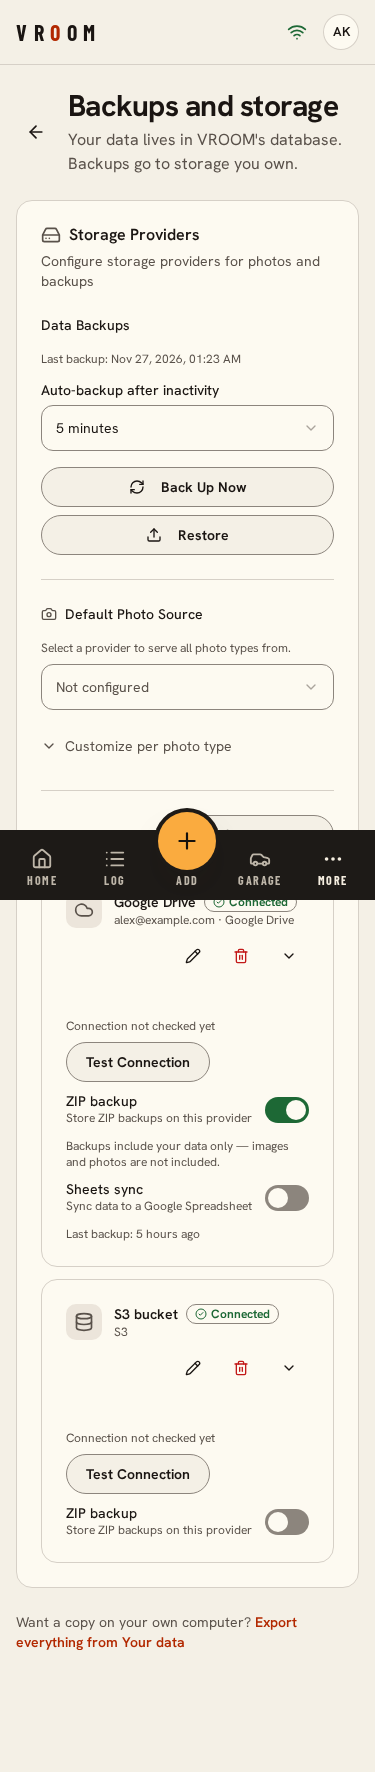 VROOM
AK
Backups and storage
Your data lives in VROOM's database.
Backups go to storage you own.
Storage Providers
Configure storage providers for photos and
backups
Data Backups
Last backup: Nov 27, 2026, 01:23 AM
Auto-backup after inactivity
5 minutes
Back Up Now
Restore
Default Photo Source
Select a provider to serve all photo types from.
Not configured
Customize per photo type
HOME
LOG
ADD
GARAGE
MORE
Google Drive Connected
alex@example.com · Google Drive
Connection not checked yet
Test Connection
ZIP backup
Store ZIP backups on this provider
Backups include your data only — images
and photos are not included.
Sheets sync
Sync data to a Google Spreadsheet
Last backup: 5 hours ago
S3 bucket Connected
S3
Connection not checked yet
Test Connection
ZIP backup
Store ZIP backups on this provider
Want a copy on your own computer? Export
everything from Your data